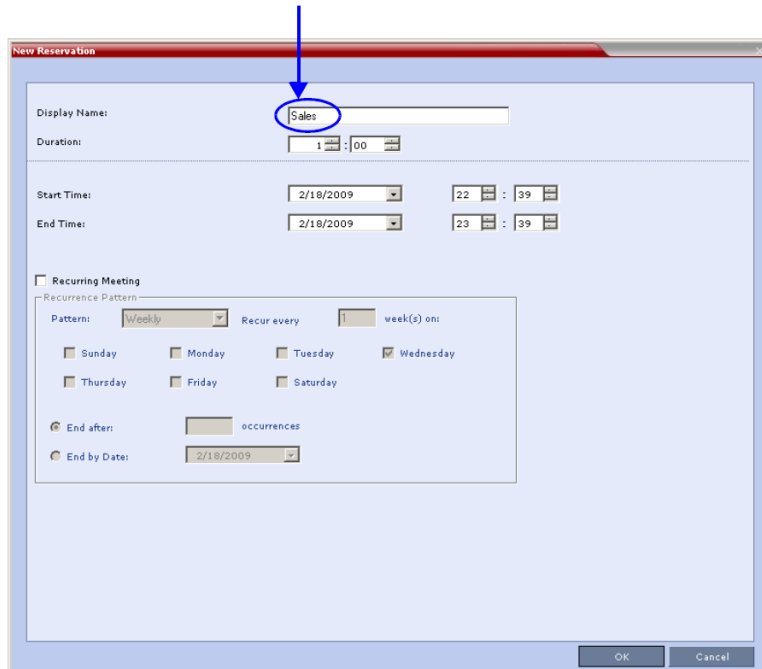 New Reservation
Display Name: Sales
Duration: 1 : 00
Start Time: 2/18/2009 22 : 39
End Time: 2/18/2009 23 : 39
Recurring Meeting
Recurrence Pattern
Pattern: Weekly Recur every 1 week(s) on:
Sunday Monday Tuesday Wednesday
Thursday Friday Saturday
End after: occurrences
End by Date: 2/18/2009
OK Cancel